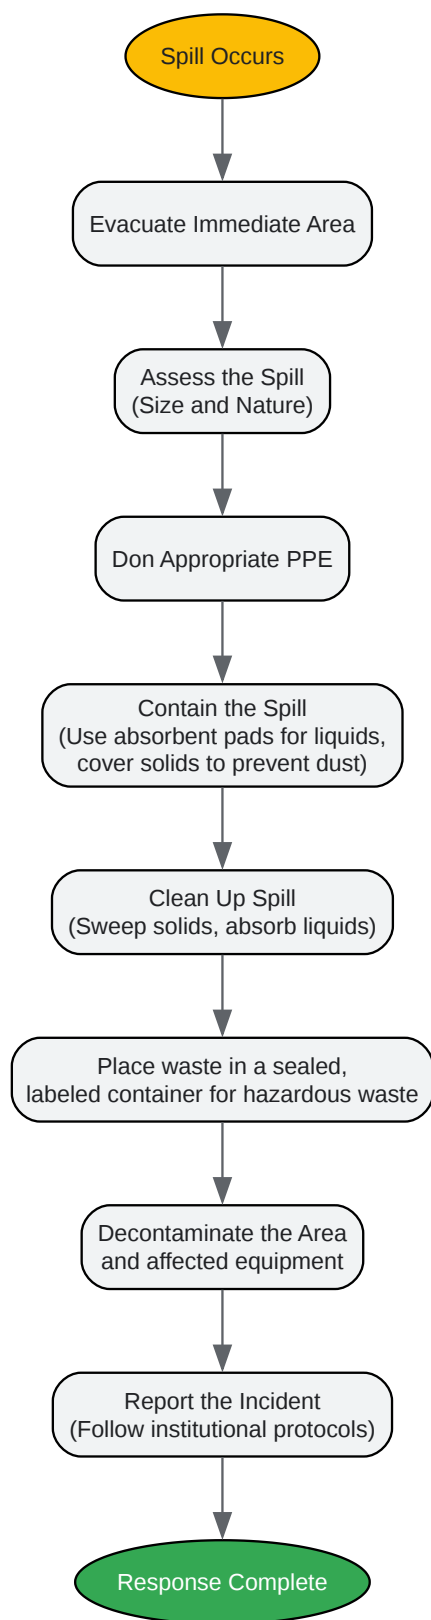 Spill Occurs
Evacuate Immediate Area
Assess the Spill
(Size and Nature)
Don Appropriate PPE
Contain the Spill
(Use absorbent pads for liquids,
cover solids to prevent dust)
Clean Up Spill
(Sweep solids, absorb liquids)
Place waste in a sealed,
labeled container for hazardous waste
Decontaminate the Area
and affected equipment
Report the Incident
(Follow institutional protocols)
Response Complete